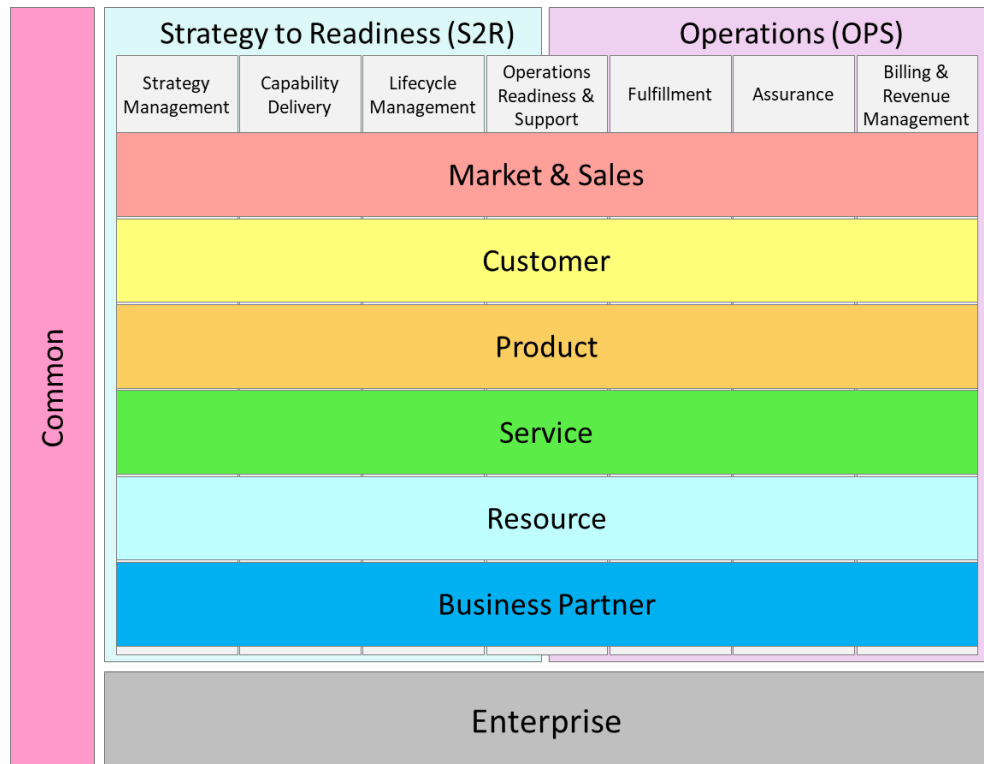 Strategy to Readiness (S2R)
Operations (OPS)
Strategy
Management
Capability
Delivery
Lifecycle
Management
Operations
Readiness &
Support
Fulfillment
Assurance
Billing &
Revenue
Management
Market & Sales
Customer
Product
Service
Resource
Business Partner
Common
Enterprise